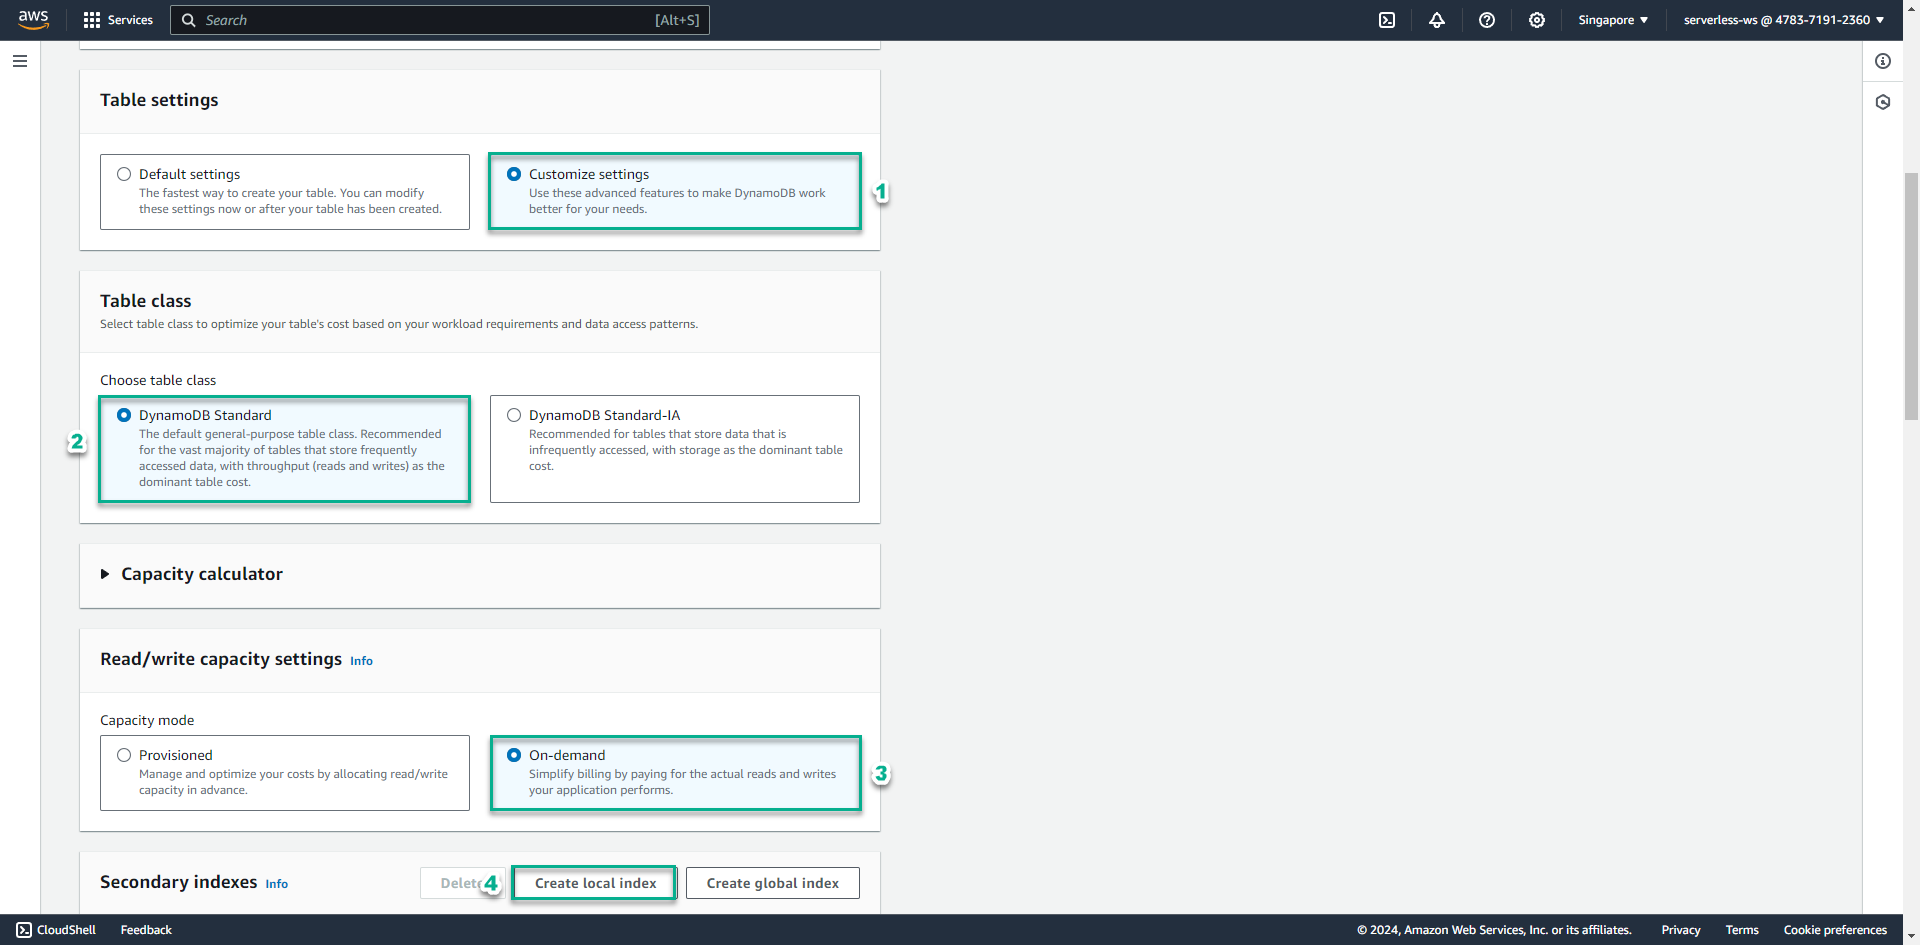 aws
Services
Search
[Alt+S]
Singapore
serverless-ws @ 4783-7191-2360
Table settings
Default settings
The fastest way to create your table. You can modify
these settings now or after your table has been created.
Customize settings
Use these advanced features to make DynamoDB work
better for your needs.
1
Table class
Select table class to optimize your table's cost based on your workload requirements and data access patterns.
Choose table class
2
DynamoDB Standard
The default general-purpose table class. Recommended
for the vast majority of tables that store frequently
accessed data, with throughput (reads and writes) as the
dominant table cost.
DynamoDB Standard-IA
Recommended for tables that store data that is
infrequently accessed, with storage as the dominant table
cost.
Capacity calculator
Read/write capacity settings Info
Capacity mode
Provisioned
Manage and optimize your costs by allocating read/write
capacity in advance.
On-demand
Simplify billing by paying for the actual reads and writes
your application performs.
3
Secondary indexes Info
Delete
4
Create local index
Create global index
CloudShell
Feedback
© 2024, Amazon Web Services, Inc. or its affiliates.
Privacy
Terms
Cookie preferences